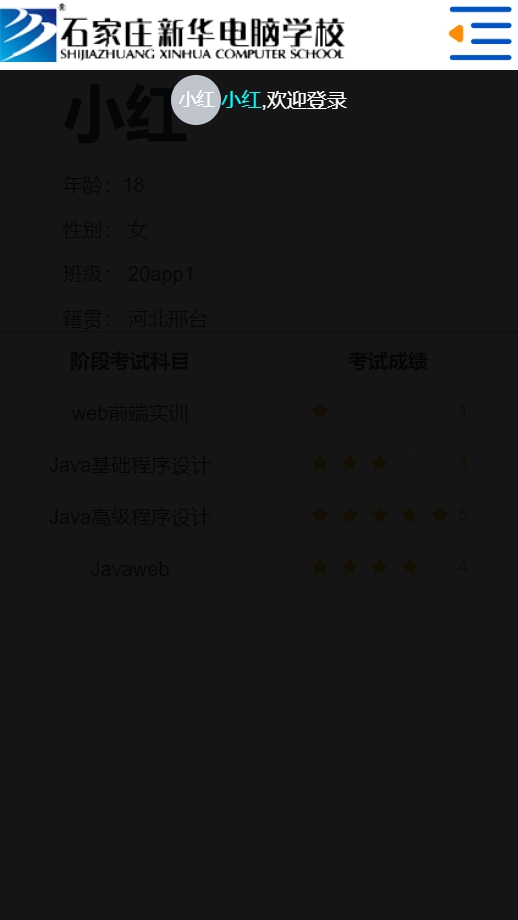 石家庄新华电脑学校®
SHIJIAZHUANG XINHUA COMPUTER SCHOOL
小红 小红,欢迎登录
小红
年龄: 18
性别: 女
班级: 20app1
籍贯: 河北邢台
阶段考试科目 考试成绩
web前端实训 1
Java基础程序设计 3
Java高级程序设计 5
Javaweb 4